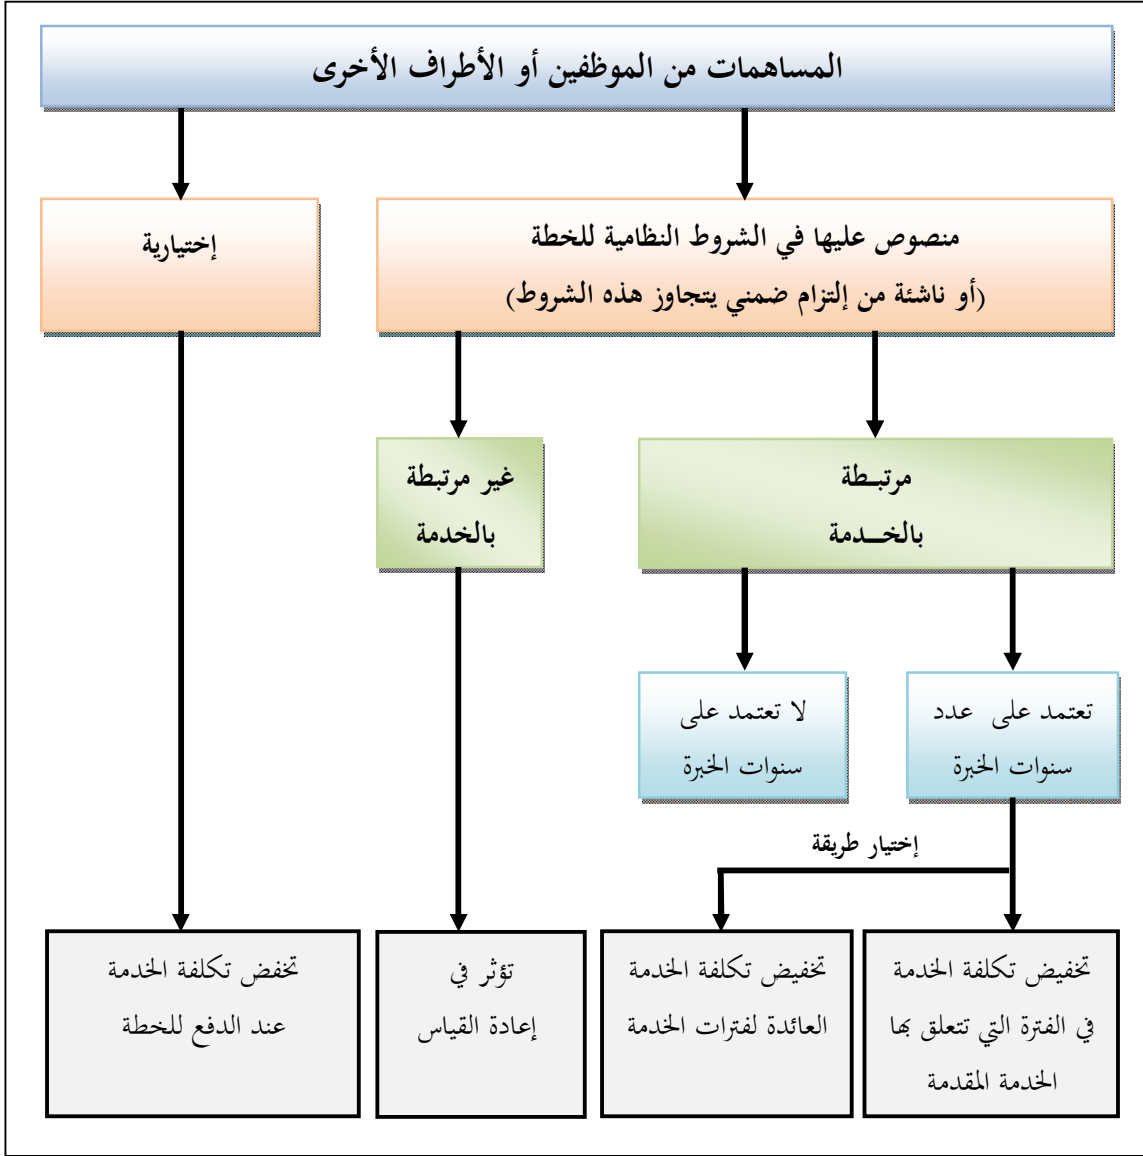 المساهمات من الموظفين أو الأطراف الأخرى
منصوص عليها في الشروط النظامية للخطة
(أو ناشئة من إلتزام ضمني يتجاوز هذه الشروط)
إختيارية
مرتبـطة
بالخـــدمة
غير مرتبطة
بالخدمة
تعتمد على عدد
سنوات الخبرة
لا تعتمد على
سنوات الخبرة
إختيار طريقة
تخفيض تكلفة الخدمة
في الفترة التي تتعلق بها
الخدمة المقدمة
تخفيض تكلفة الخدمة
العائدة لفترات الخدمة
تؤثر في
إعادة القياس
تخفض تكلفة الخدمة
عند الدفع للخطة